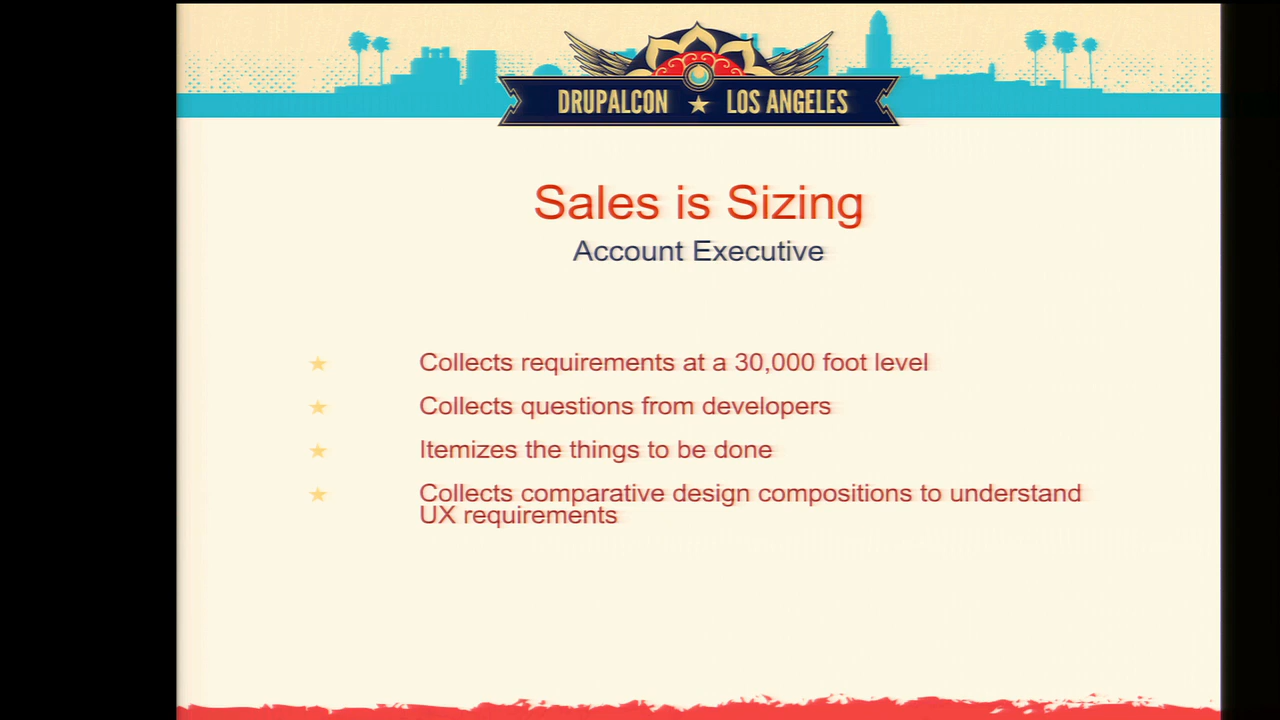 DRUPALCON ★ LOS ANGELES
Sales is Sizing
Account Executive
★ Collects requirements at a 30,000 foot level
★ Collects questions from developers
★ Itemizes the things to be done
★ Collects comparative design compositions to understand
UX requirements